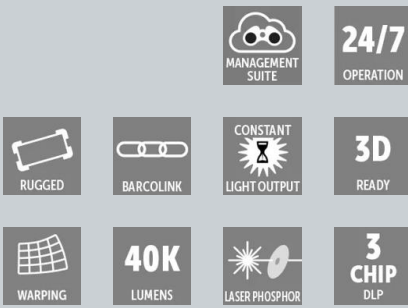 MANAGEMENT
SUITE
24/7
OPERATION
RUGGED
BARCOLINK
CONSTANT
LIGHT OUTPUT
3D
READY
WARPING
40K
LUMENS
LASER PHOSPHOR
3
CHIP
DLP